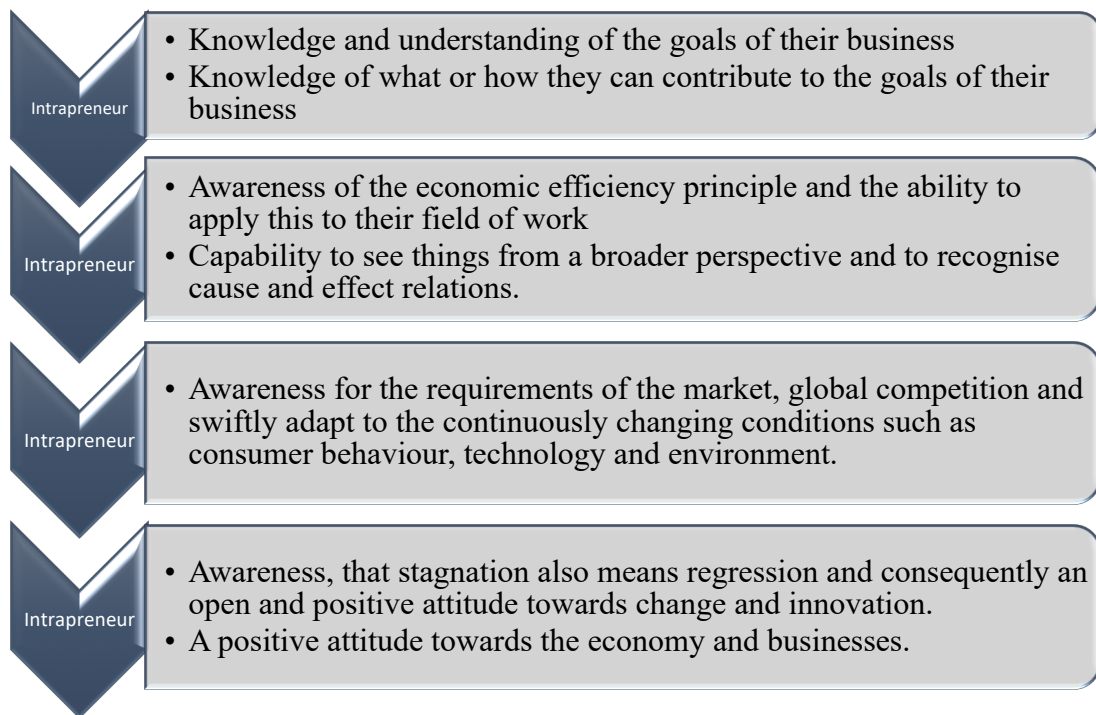 Intrapreneur
• Knowledge and understanding of the goals of their business
• Knowledge of what or how they can contribute to the goals of their
business
Intrapreneur
• Awareness of the economic efficiency principle and the ability to
apply this to their field of work
• Capability to see things from a broader perspective and to recognise
cause and effect relations.
Intrapreneur
• Awareness for the requirements of the market, global competition and
swiftly adapt to the continuously changing conditions such as
consumer behaviour, technology and environment.
Intrapreneur
• Awareness, that stagnation also means regression and consequently an
open and positive attitude towards change and innovation.
• A positive attitude towards the economy and businesses.